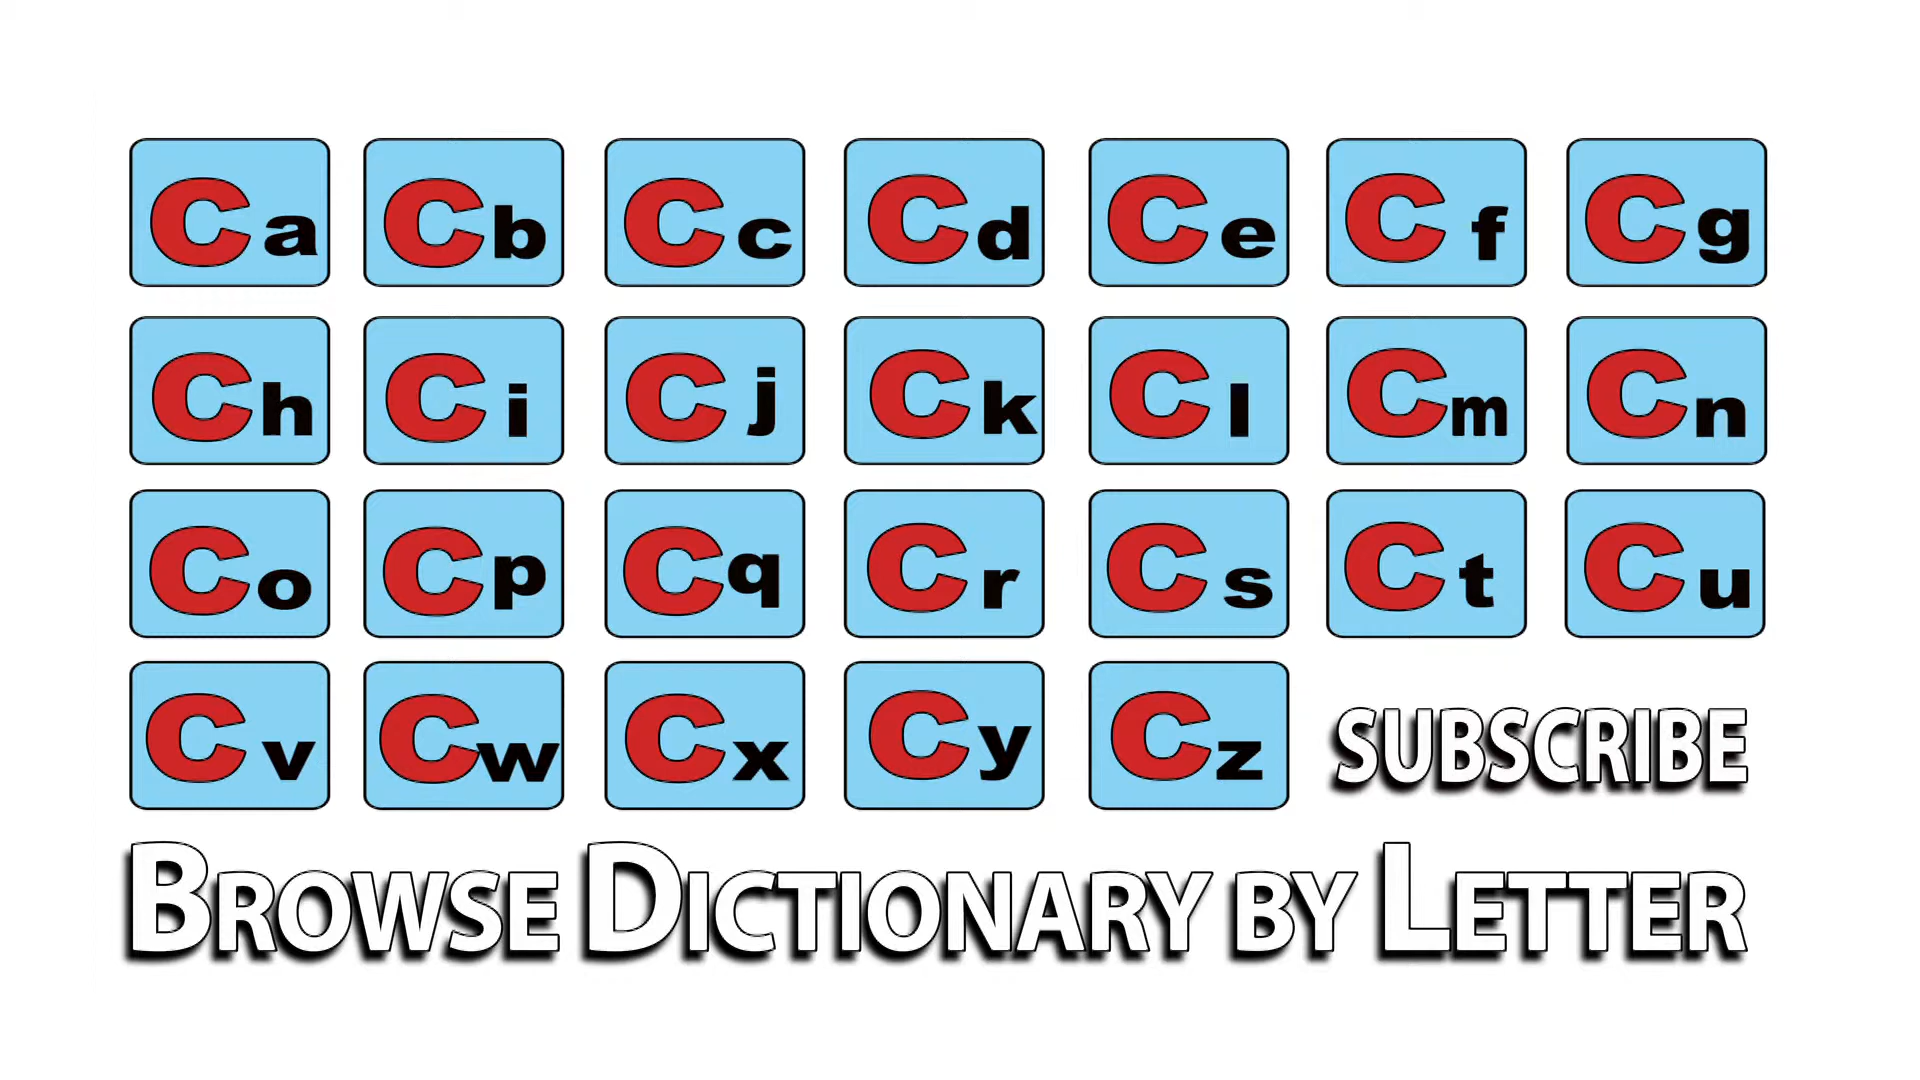 Ca Cb Cc Cd Ce Cf Cg
Ch Ci Cj Ck Cl Cm Cn
Co Cp Cq Cr Cs Ct Cu
Cv Cw Cx Cy Cz SUBSCRIBE
BROWSE DICTIONARY BY LETTER